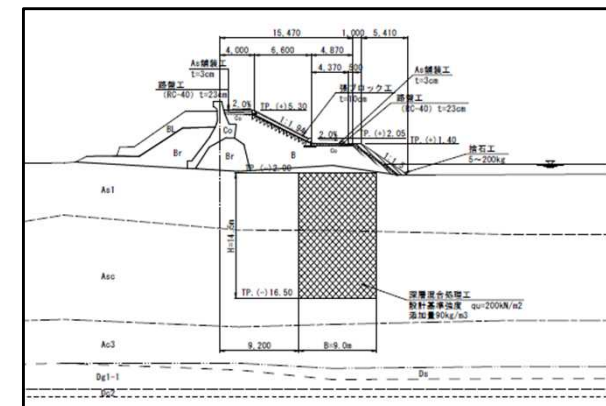 15,470
1,000
5,410
4,000
6,600
4,870
4,370
500
As舗装工
t=3cm
As舗装工
t=3cm
路盤工
(RC-40) t=23cm
張ブロック工
t=10cm
路盤工
(RC-40) t=23cm
2.0%
TP.(+)5.30
2.0%
TP.(+)2.05
TP.(+)1.40
Co
Co
Co
BL
Br
Br
B
捨石工
5～200kg
TP.(-)2.00
As1
H=14.5m
Asc
TP.(-)16.50
深層混合処理工
設計基準強度 qu=200kN/m2
添加量90kg/m3
Ac3
9,200
B=9.0m
Ds
Dg1-1
Dc2